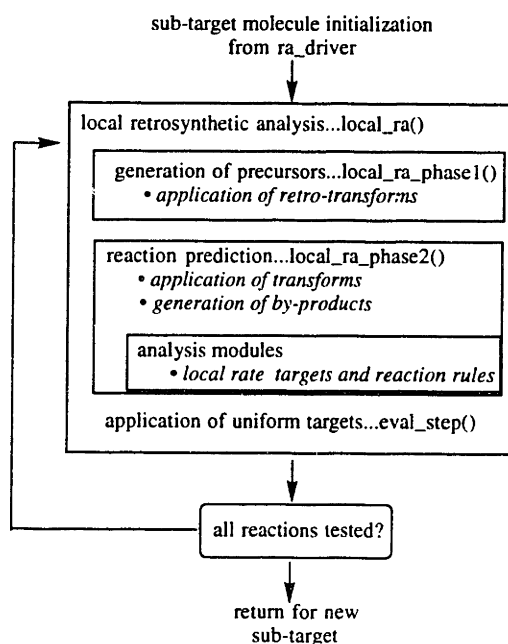 sub-target molecule initialization
from ra_driver
local retrosynthetic analysis...local_ra()
generation of precursors...local_ra_phase1()
• application of retro-transforms
reaction prediction...local_ra_phase2()
• application of transforms
• generation of by-products
analysis modules
• local rate targets and reaction rules
application of uniform targets...eval_step()
all reactions tested?
return for new
sub-target